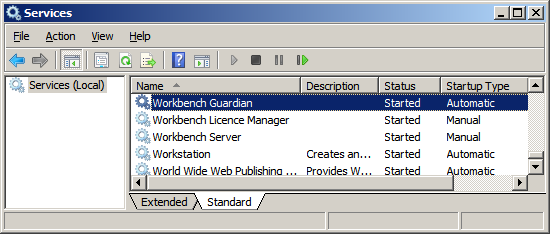 Services
File Action View Help
Services (Local)
Name Description Status Startup Type
Workbench Guardian Started Automatic
Workbench Licence Manager Started Manual
Workbench Server Started Manual
Workstation Creates an... Started Automatic
World Wide Web Publishing ... Provides W... Started Automatic
Extended Standard